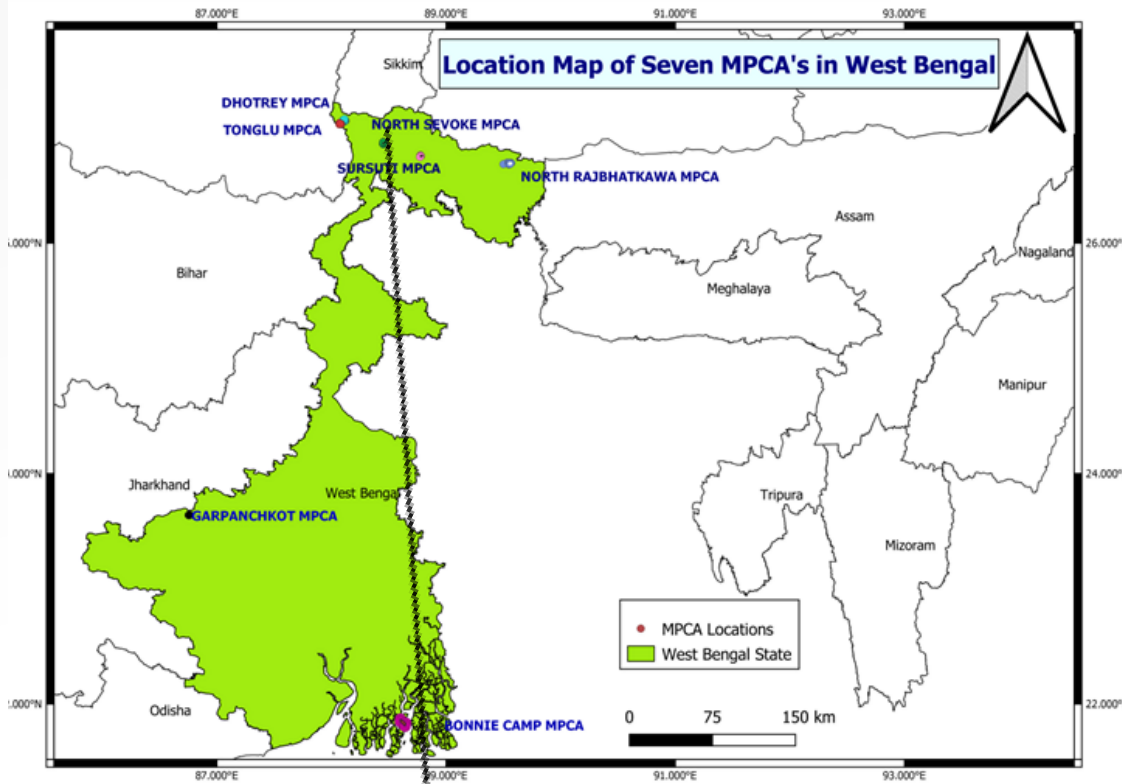 87.000°E 89.000°E 91.000°E 93.000°E
Location Map of Seven MPCA's in West Bengal
Sikkim
DHOTREY MPCA
TONGLU MPCA
NORTH SEVOKE MPCA
SURSUTI MPCA
NORTH RAJBHATKAWA MPCA
Assam
.000°N 26.000°N
Nagaland
Bihar
Meghalaya
Manipur
.000°N 24.000°N
Jharkhand
West Bengal
Tripura
GARPANCHKOT MPCA
Mizoram
MPCA Locations
West Bengal State
.000°N 22.000°N
Odisha
BONNIE CAMP MPCA
0 75 150 km
87.000°E 89.000°E 91.000°E 93.000°E